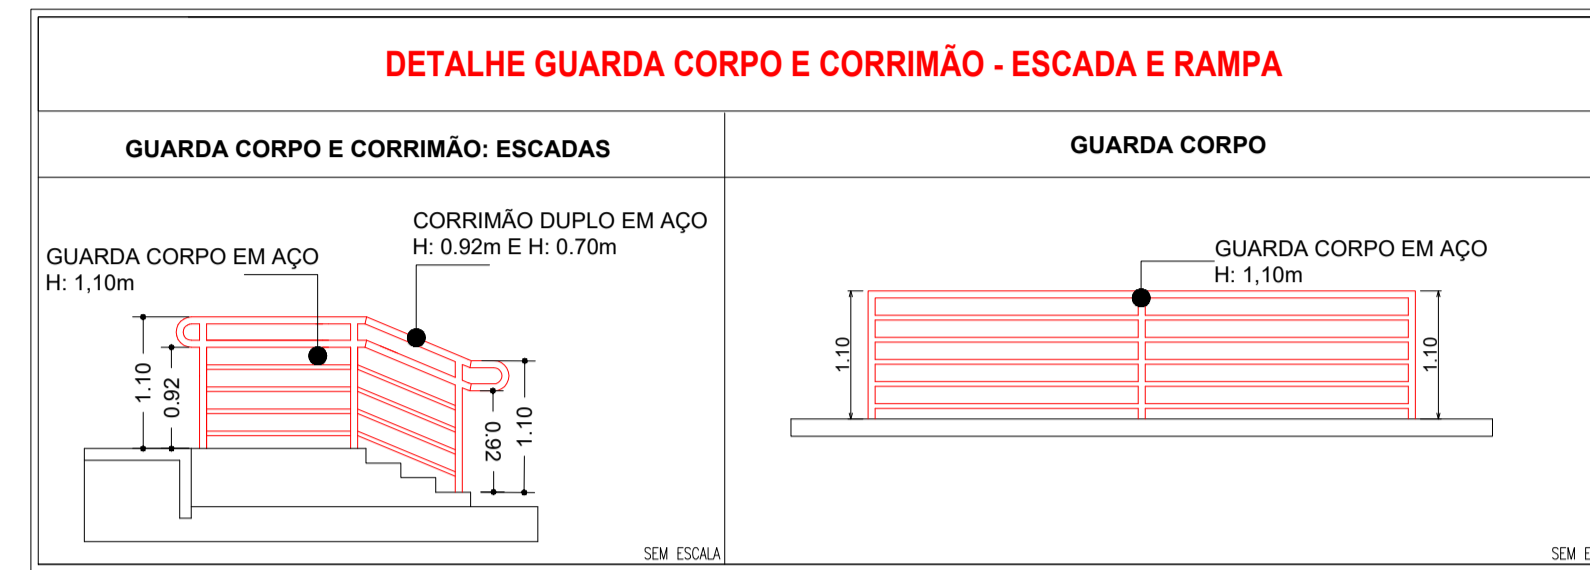 DETALHE GUARDA CORPO E CORRIMÃO - ESCADA E RAMPA
GUARDA CORPO E CORRIMÃO: ESCADAS
GUARDA CORPO
GUARDA CORPO EM AÇO
H: 1,10m
CORRIMÃO DUPLO EM AÇO
H: 0.92m E H: 0.70m
1.10
0.92
0.92
1.10
SEM ESCALA
GUARDA CORPO EM AÇO
H: 1,10m
1.10
1.10
SEM E